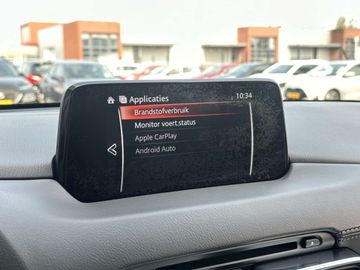 Applicaties
10:34
Brandstofverbruik
Monitor voert.status
Apple CarPlay
Android Auto